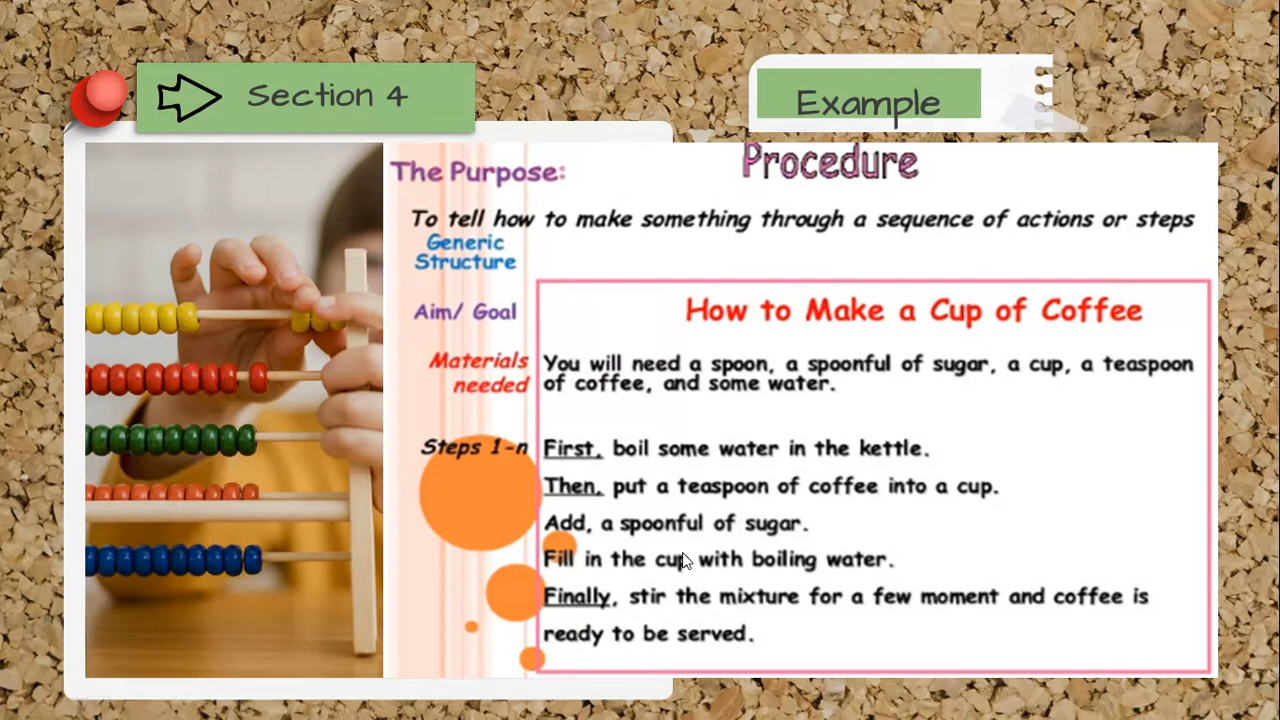 Section 4
Example
Procedure
The Purpose:
To tell how to make something through a sequence of actions or steps
Generic
Structure
Aim/ Goal
How to Make a Cup of Coffee
Materials
needed
You will need a spoon, a spoonful of sugar, a cup, a teaspoon
of coffee, and some water.
Steps 1-n
First, boil some water in the kettle.
Then, put a teaspoon of coffee into a cup.
Add, a spoonful of sugar.
Fill in the cup with boiling water.
Finally, stir the mixture for a few moment and coffee is
ready to be served.